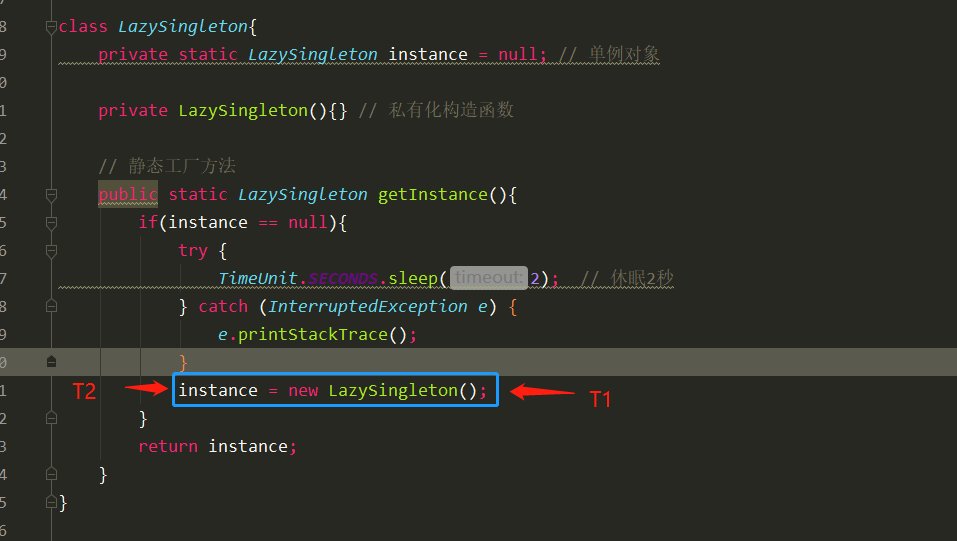 8 class LazySingleton{
9 private static LazySingleton instance = null; // 单例对象
0
1 private LazySingleton(){} // 私有化构造函数
2
3 // 静态工厂方法
4 public static LazySingleton getInstance(){
5 if(instance == null){
6 try {
7 TimeUnit.SECONDS.sleep( timeout: 2); // 休眠2秒
8 } catch (InterruptedException e) {
9 e.printStackTrace();
0 }
1 T2 instance = new LazySingleton(); T1
2 }
3 return instance;
4 }
5 }
6